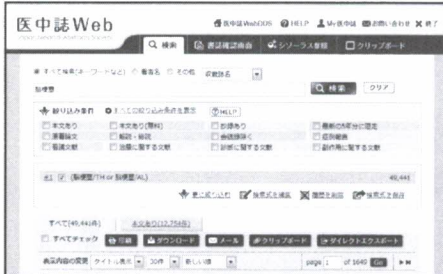 医中誌Web
医中誌WebDDS HELP My医中誌 お問い合わせ 終了
検索 書誌確認画面 シソーラス参照 クリップボード
すべて検索(キーワードなど) 著者名 その他 収載誌名
脳梗塞
検索 クリア
絞り込み条件 すべての絞り込み条件を表示 HELP
本文あり 本文あり(無料) 抄録あり 最新の5年分に限定
原著論文 解説・総説 会議録除く 症例報告
看護文献 治療に関する文献 診断に関する文献 副作用に関する文献
#1 (脳梗塞/TH or 脳梗塞/AL) 49,441
更に絞り込む 検索式を編集 履歴を削除 検索式を保存
すべて(49,441件) 本文あり(12,754件)
すべてチェック 印刷 ダウンロード メール クリップボード ダイレクトエクスポート
表示内容の変更 タイトル表示 30件 新しい順 page 1 of 1649 Go